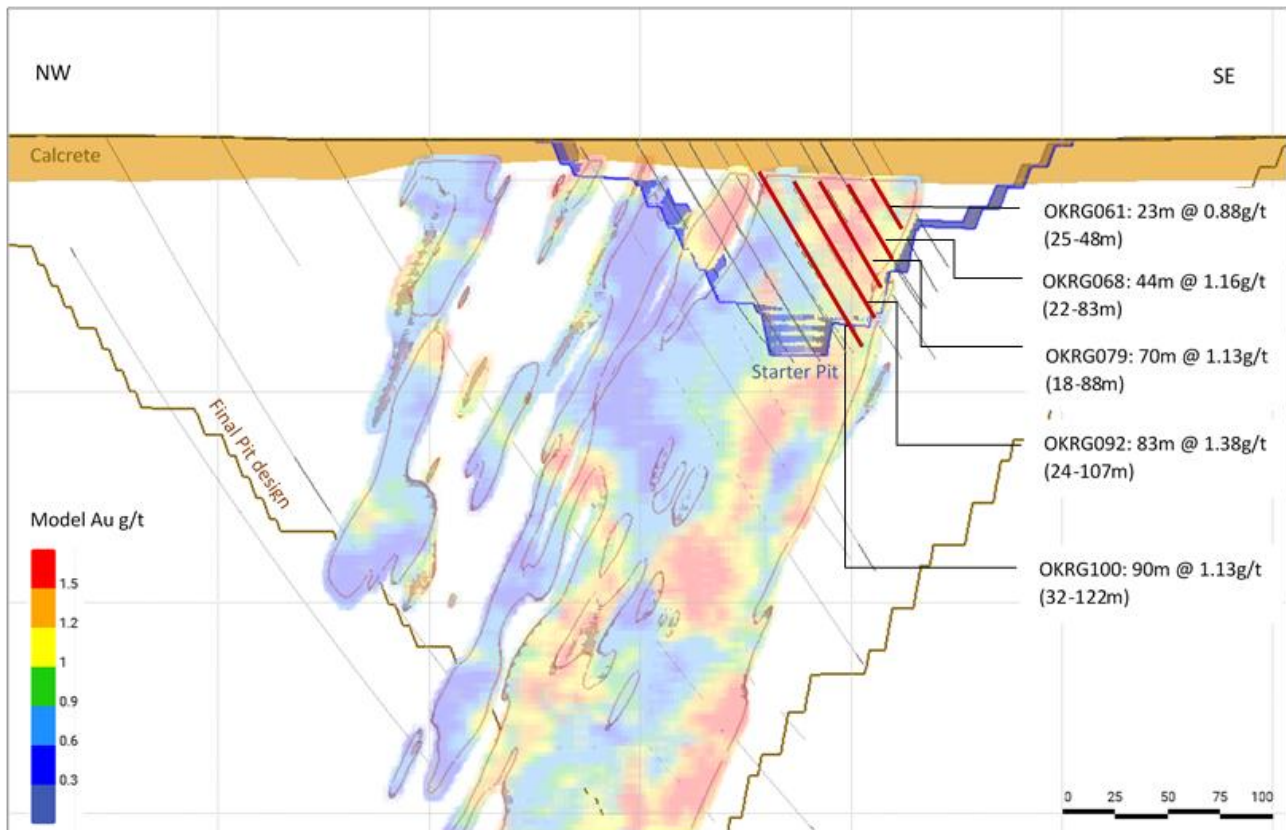 NW
SE
Calcrete
OKRG061: 23m @ 0.88g/t
(25-48m)
OKRG068: 44m @ 1.16g/t
(22-83m)
OKRG079: 70m @ 1.13g/t
(18-88m)
Starter Pit
Final Pit design
OKRG092: 83m @ 1.38g/t
(24-107m)
Model Au g/t
OKRG100: 90m @ 1.13g/t
(32-122m)
1.5
1.2
1
0.9
0.6
0.3
0 25 50 75 100